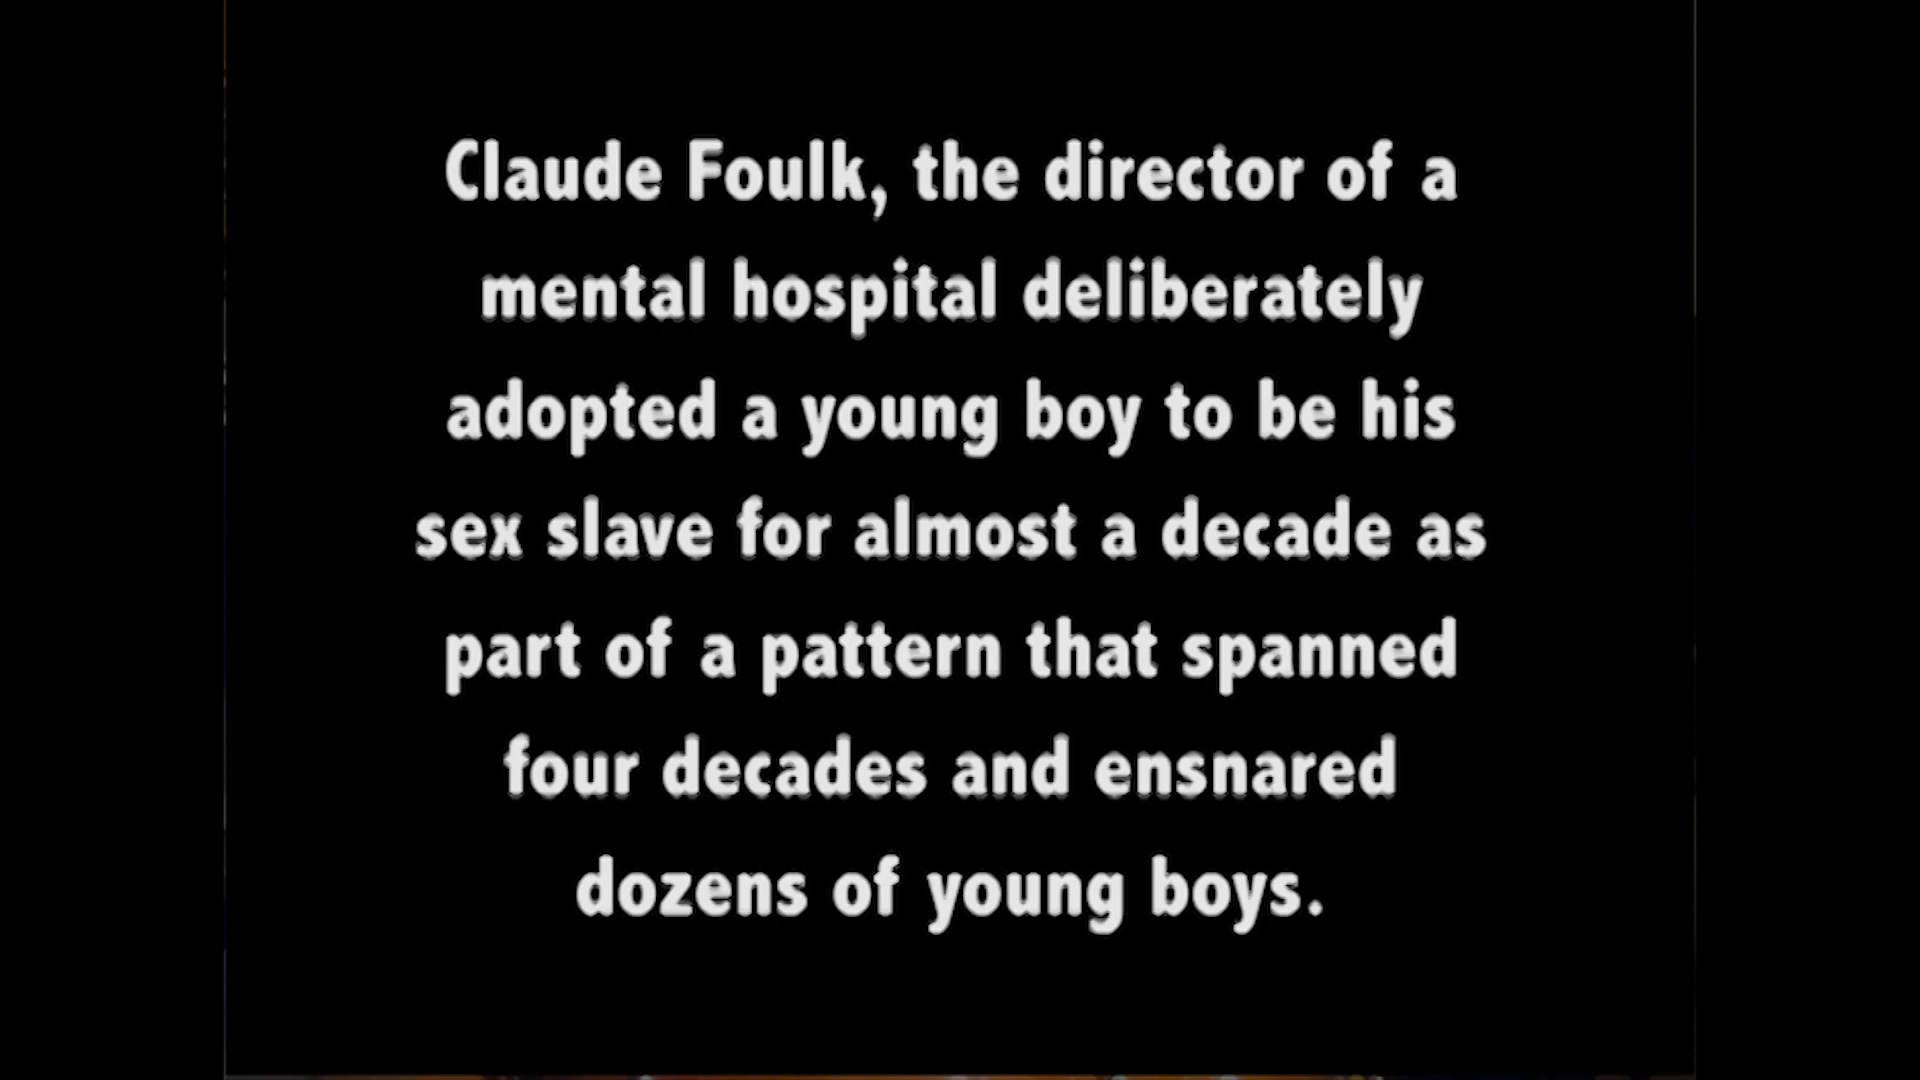 Claude Foulk, the director of a
mental hospital deliberately
adopted a young boy to be his
sex slave for almost a decade as
part of a pattern that spanned
four decades and ensnared
dozens of young boys.